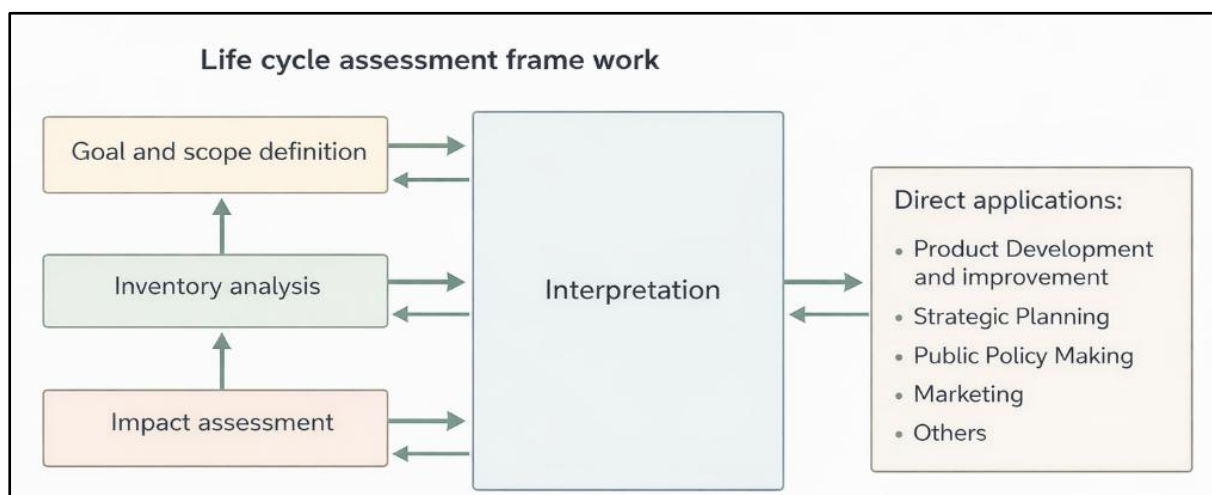 Life cycle assessment frame work
Goal and scope definition
Inventory analysis
Impact assessment
Interpretation
Direct applications:
• Product Development
and improvement
• Strategic Planning
• Public Policy Making
• Marketing
• Others